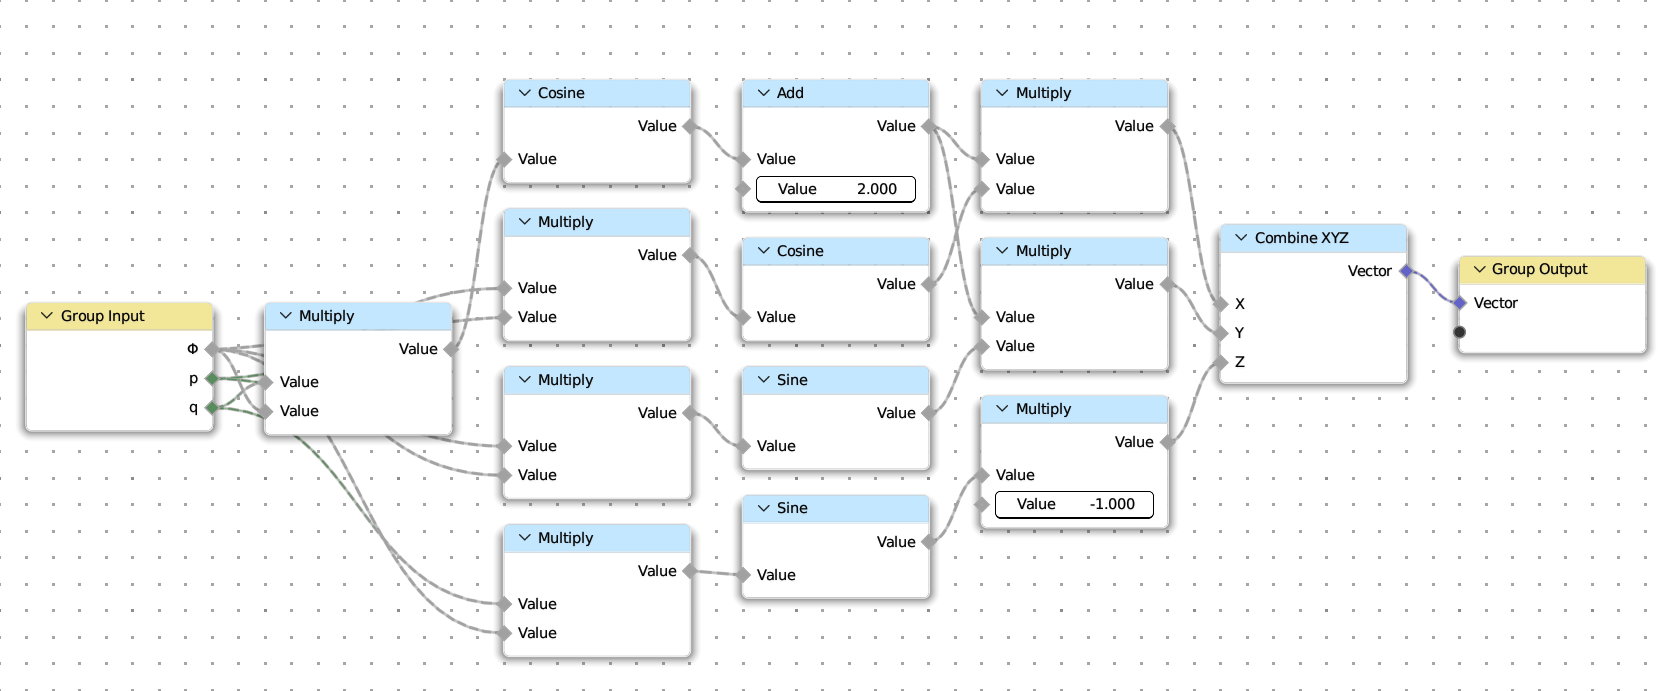 Group Input
Φ
p
q
Multiply
Value
Value
Value
Cosine
Value
Value
Multiply
Value
Value
Value
Multiply
Value
Value
Value
Multiply
Value
Value
Value
Add
Value
Value
Value 2.000
Cosine
Value
Value
Sine
Value
Value
Sine
Value
Value
Multiply
Value
Value
Value
Multiply
Value
Value
Value
Multiply
Value
Value
Value -1.000
Combine XYZ
Vector
X
Y
Z
Group Output
Vector